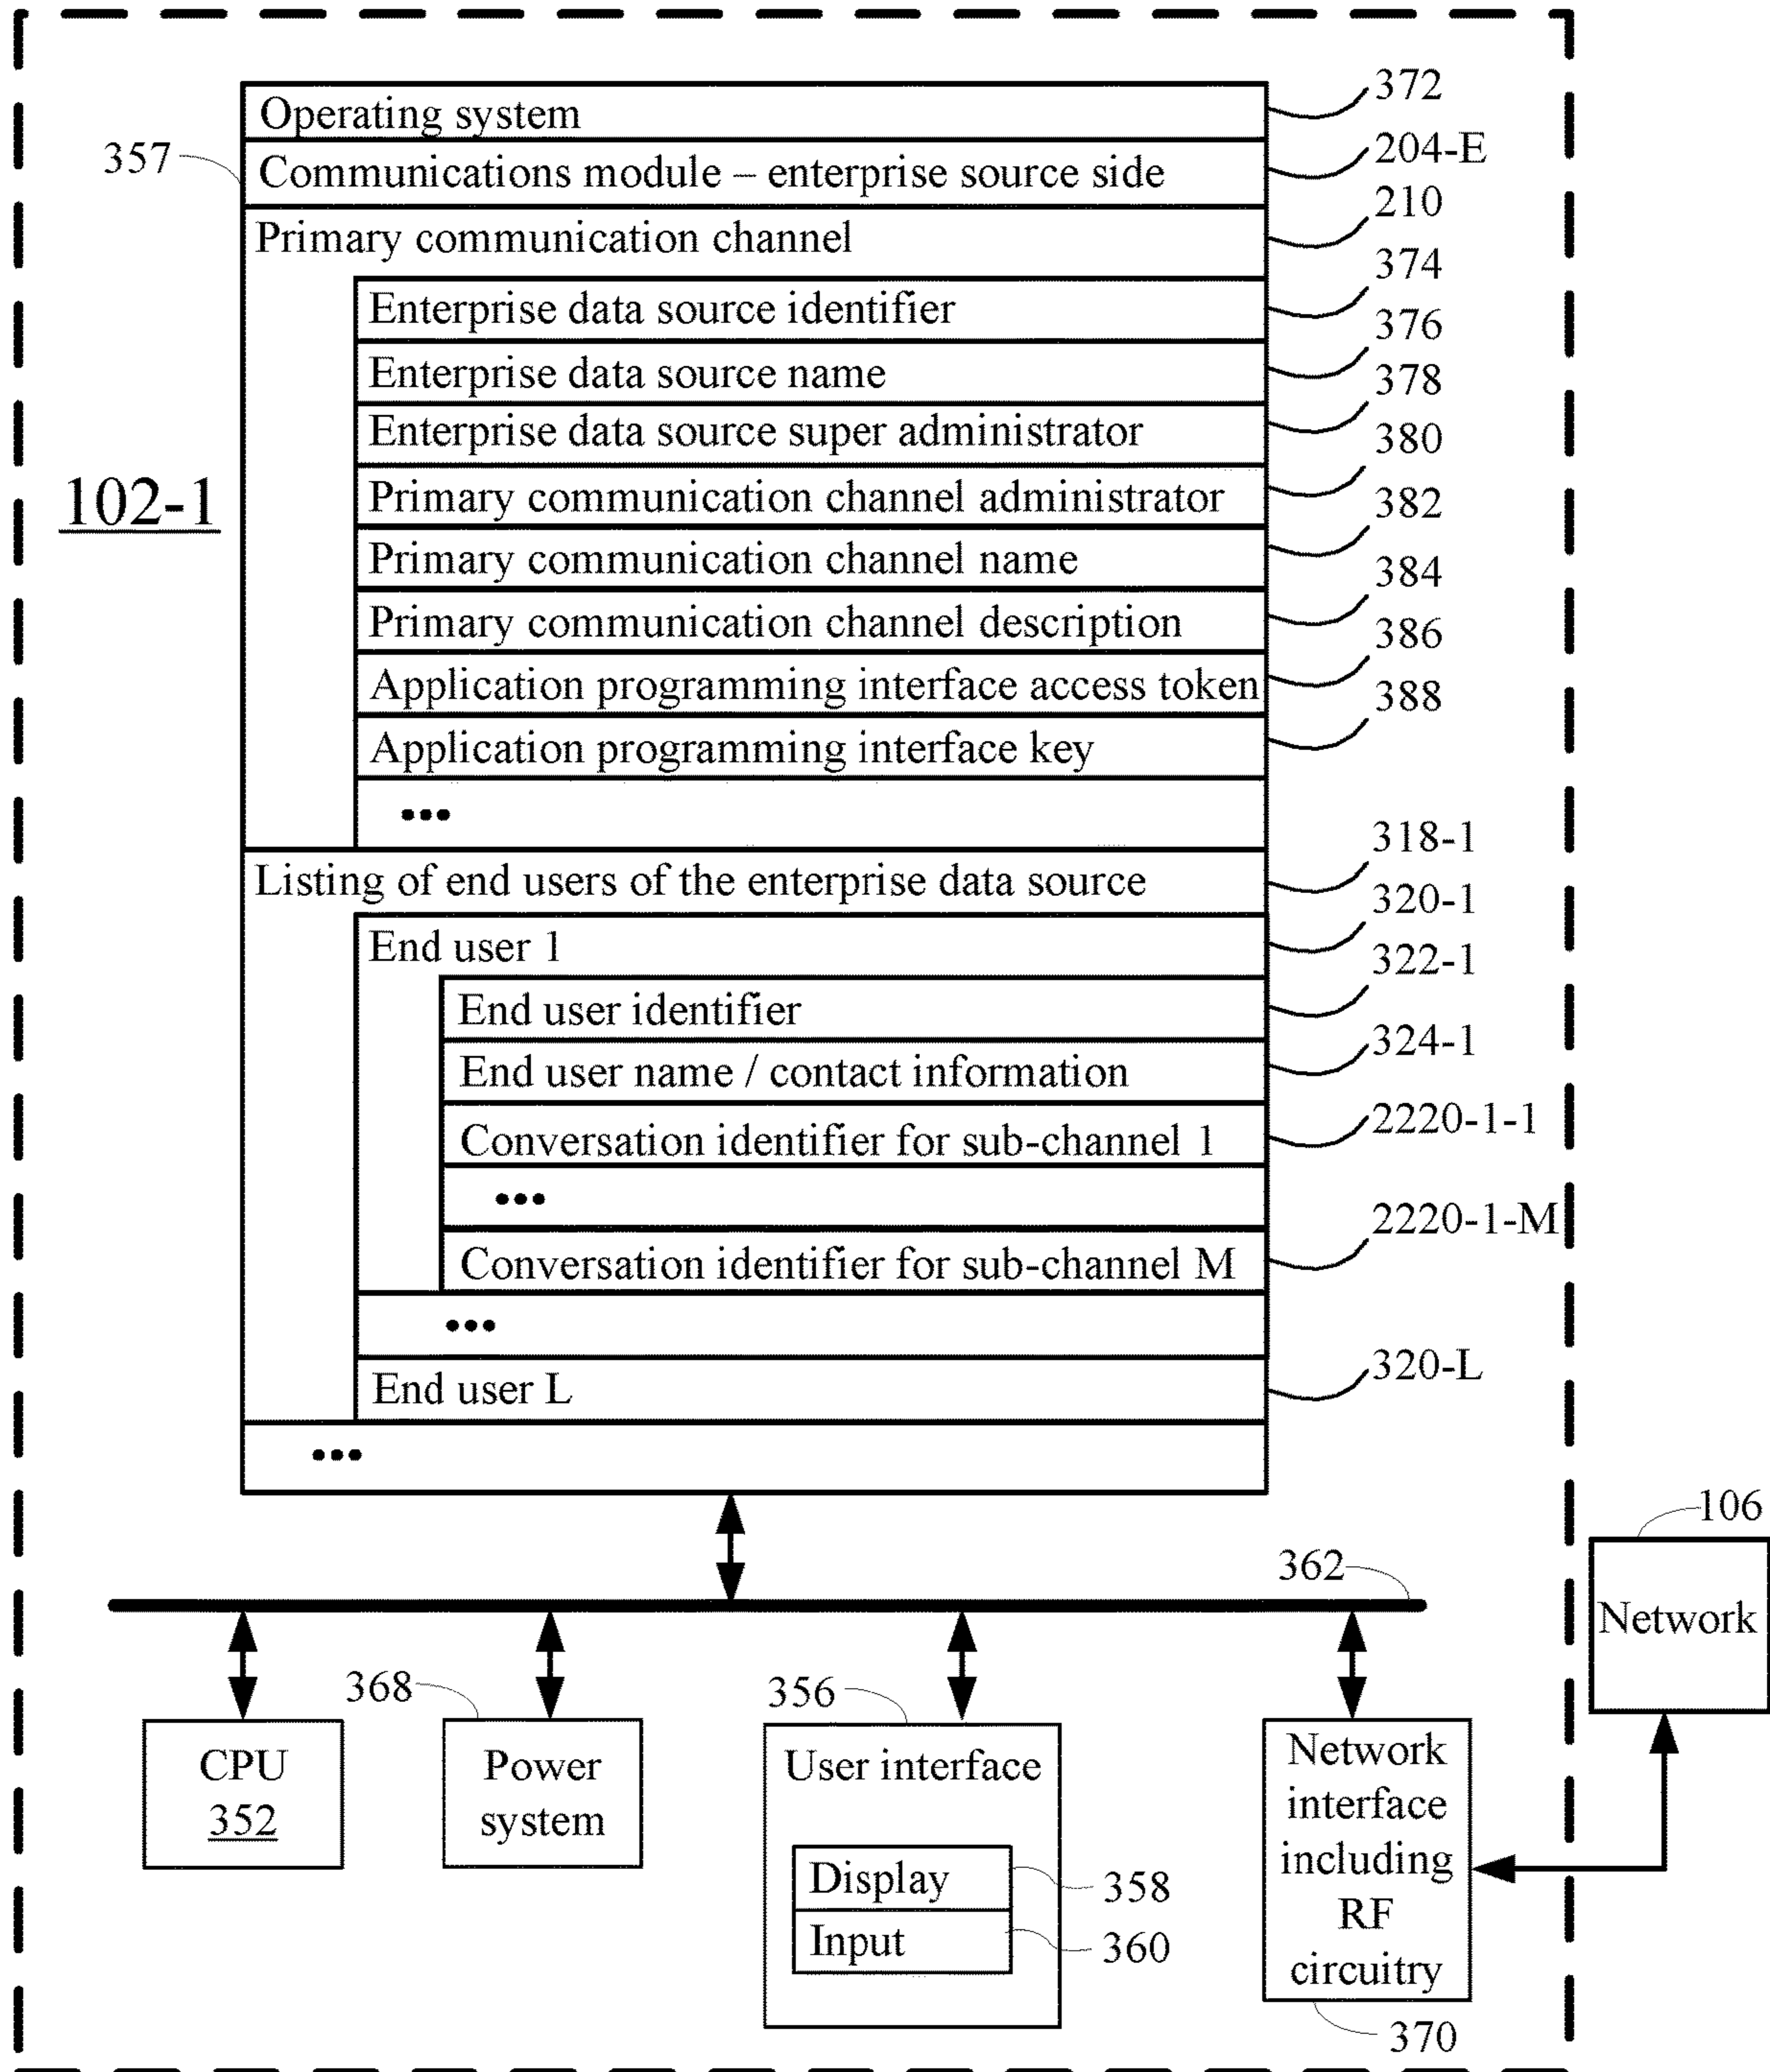 Operating system 372
357
Communications module – enterprise source side 204-E
Primary communication channel 210
Enterprise data source identifier 374
Enterprise data source name 376
Enterprise data source super administrator 378
102-1
Primary communication channel administrator 380
Primary communication channel name 382
Primary communication channel description 384
Application programming interface access token 386
Application programming interface key 388
•••
Listing of end users of the enterprise data source 318-1
End user 1 320-1
End user identifier 322-1
End user name / contact information 324-1
Conversation identifier for sub-channel 1 2220-1-1
•••
Conversation identifier for sub-channel M 2220-1-M
•••
End user L 320-L
•••
106
Network
362
CPU
352
368
Power
system
356
User interface
Display 358
Input 360
Network
interface
including
RF
circuitry
370